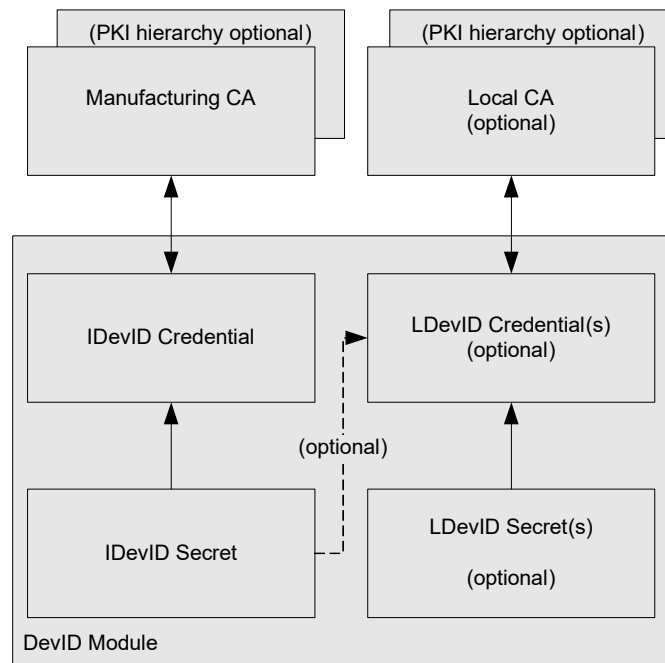 (PKI hierarchy optional)
Manufacturing CA
(PKI hierarchy optional)
Local CA
(optional)
IDevID Credential
LDevID Credential(s)
(optional)
(optional)
IDevID Secret
LDevID Secret(s)
(optional)
DevID Module